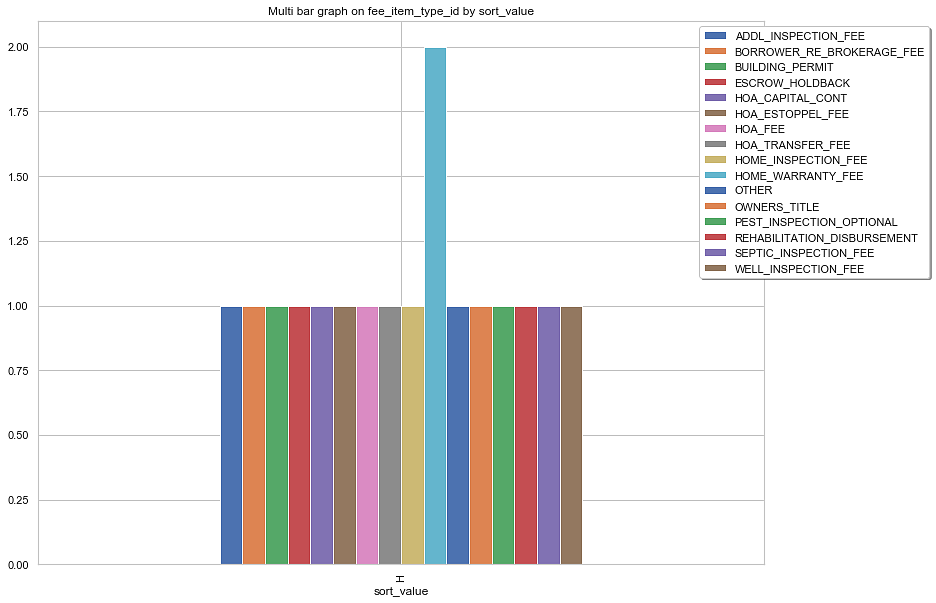 Multi bar graph on fee_item_type_id by sort_value
2.00
1.75
1.50
1.25
1.00
0.75
0.50
0.25
0.00
H
sort_value
ADDL_INSPECTION_FEE
BORROWER_RE_BROKERAGE_FEE
BUILDING_PERMIT
ESCROW_HOLDBACK
HOA_CAPITAL_CONT
HOA_ESTOPPEL_FEE
HOA_FEE
HOA_TRANSFER_FEE
HOME_INSPECTION_FEE
HOME_WARRANTY_FEE
OTHER
OWNERS_TITLE
PEST_INSPECTION_OPTIONAL
REHABILITATION_DISBURSEMENT
SEPTIC_INSPECTION_FEE
WELL_INSPECTION_FEE